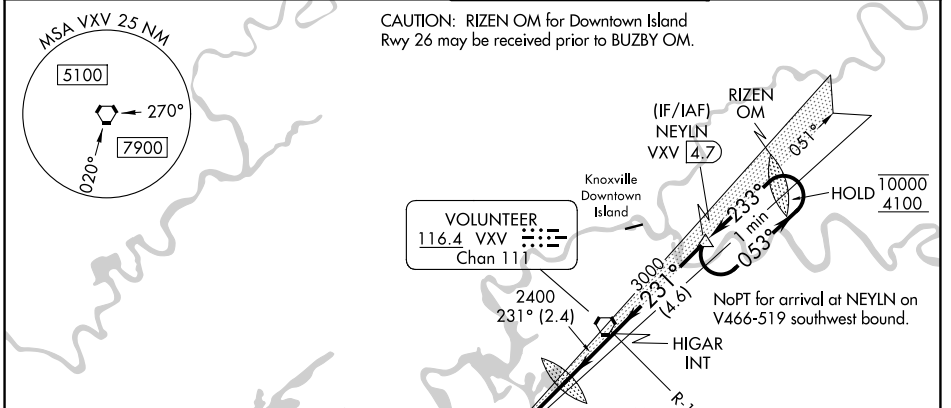 MSA VXV 25 NM
5100
270°
7900
020°
CAUTION: RIZEN OM for Downtown Island
Rwy 26 may be received prior to BUZBY OM.
RIZEN
OM
(IF/IAF)
NEYLN
VXV 4.7
051°
Knoxville
Downtown
Island
HOLD 10000
4100
233°
1 min
053°
VOLUNTEER
116.4 VXV
Chan 111
3000
231°
(4.6)
2400
231° (2.4)
NoPT for arrival at NEYLN on
V466-519 southwest bound.
HIGAR
INT